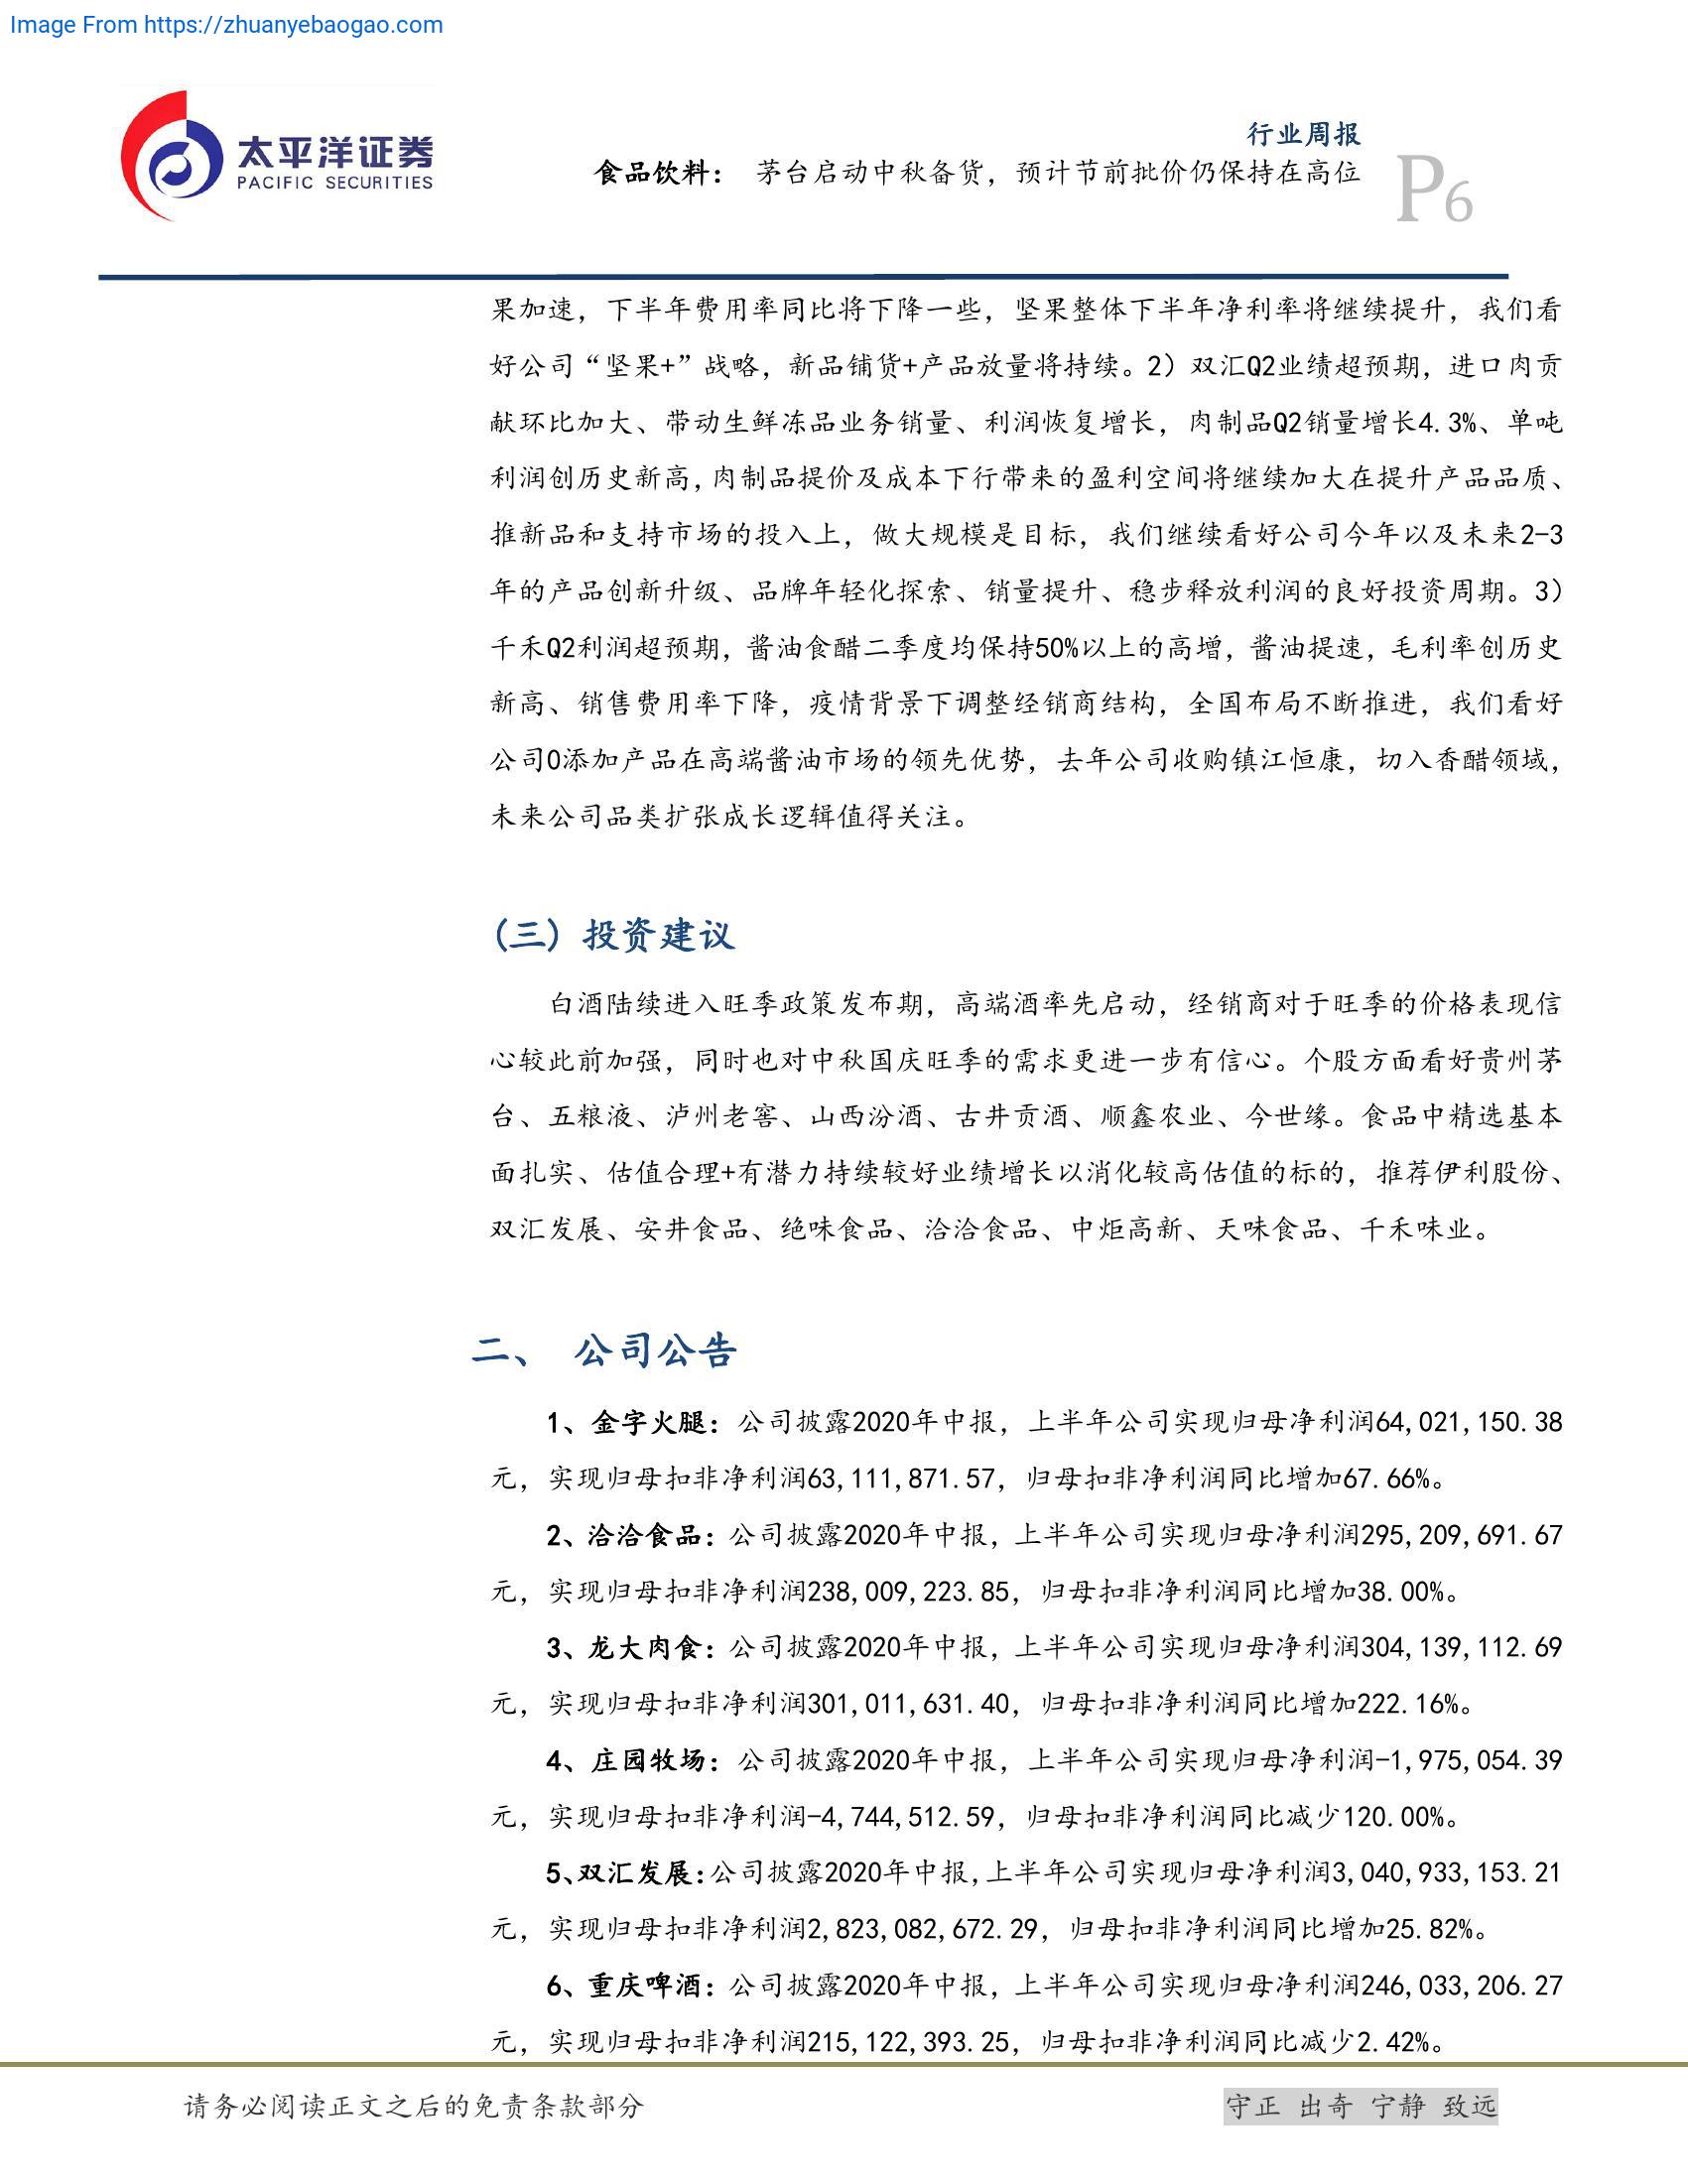 Image From https://zhuanyebaogao.com
太平洋证券
PACIFIC SECURITIES
行业周报
食品饮料： 茅台启动中秋备货，预计节前批价仍保持在高位
P6
果加速，下半年费用率同比将下降一些，坚果整体下半年净利率将继续提升，我们看
好公司“坚果+”战略，新品铺货+产品放量将持续。2）双汇Q2业绩超预期，进口肉贡
献环比加大、带动生鲜冻品业务销量、利润恢复增长，肉制品Q2销量增长4.3%、单吨
利润创历史新高，肉制品提价及成本下行带来的盈利空间将继续加大在提升产品品质、
推新品和支持市场的投入上，做大规模是目标，我们继续看好公司今年以及未来2-3
年的产品创新升级、品牌年轻化探索、销量提升、稳步释放利润的良好投资周期。3）
千禾Q2利润超预期，酱油食醋二季度均保持50%以上的高增，酱油提速，毛利率创历史
新高、销售费用率下降，疫情背景下调整经销商结构，全国布局不断推进，我们看好
公司0添加产品在高端酱油市场的领先优势，去年公司收购镇江恒康，切入香醋领域，
未来公司品类扩张成长逻辑值得关注。
(三) 投资建议
白酒陆续进入旺季政策发布期，高端酒率先启动，经销商对于旺季的价格表现信
心较此前加强，同时也对中秋国庆旺季的需求更进一步有信心。个股方面看好贵州茅
台、五粮液、泸州老窖、山西汾酒、古井贡酒、顺鑫农业、今世缘。食品中精选基本
面扎实、估值合理+有潜力持续较好业绩增长以消化较高估值的标的，推荐伊利股份、
双汇发展、安井食品、绝味食品、洽洽食品、中炬高新、天味食品、千禾味业。
二、 公司公告
1、金字火腿：公司披露2020年中报，上半年公司实现归母净利润64,021,150.38
元，实现归母扣非净利润63,111,871.57，归母扣非净利润同比增加67.66%。
2、洽洽食品：公司披露2020年中报，上半年公司实现归母净利润295,209,691.67
元，实现归母扣非净利润238,009,223.85，归母扣非净利润同比增加38.00%。
3、龙大肉食：公司披露2020年中报，上半年公司实现归母净利润304,139,112.69
元，实现归母扣非净利润301,011,631.40，归母扣非净利润同比增加222.16%。
4、庄园牧场：公司披露2020年中报，上半年公司实现归母净利润-1,975,054.39
元，实现归母扣非净利润-4,744,512.59，归母扣非净利润同比减少120.00%。
5、双汇发展：公司披露2020年中报，上半年公司实现归母净利润3,040,933,153.21
元，实现归母扣非净利润2,823,082,672.29，归母扣非净利润同比增加25.82%。
6、重庆啤酒：公司披露2020年中报，上半年公司实现归母净利润246,033,206.27
元，实现归母扣非净利润215,122,393.25，归母扣非净利润同比减少2.42%。
请务必阅读正文之后的免责条款部分
守正 出奇 宁静 致远